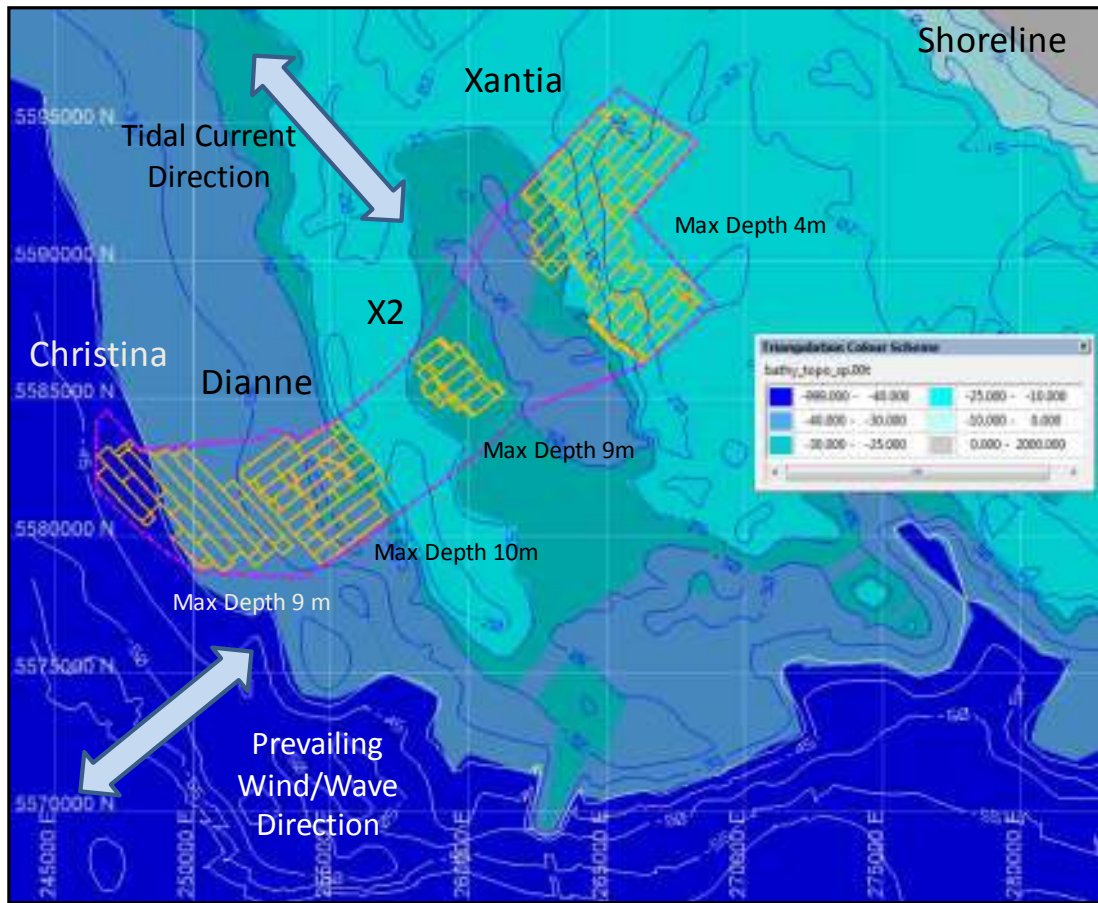 Shoreline
Xantia
5595000 N
Tidal Current
Direction
Max Depth 4m
5590000 N
X2
Christina
Dianne
Triangulation Colour Scheme
bathy_topo_sp.00t
-999.000 - -40.000
-25.000 - -10.000
-40.000 - -30.000
-10.000 - 0.000
-30.000 - -25.000
0.000 - 2000.000
5585000 N
Max Depth 9m
5580000 N
Max Depth 10m
Max Depth 9 m
5575000 N
Prevailing
Wind/Wave
Direction
5570000 N
245000 E
250000 E
260000 E
265000 E
270000 E
275000 E
280000 E